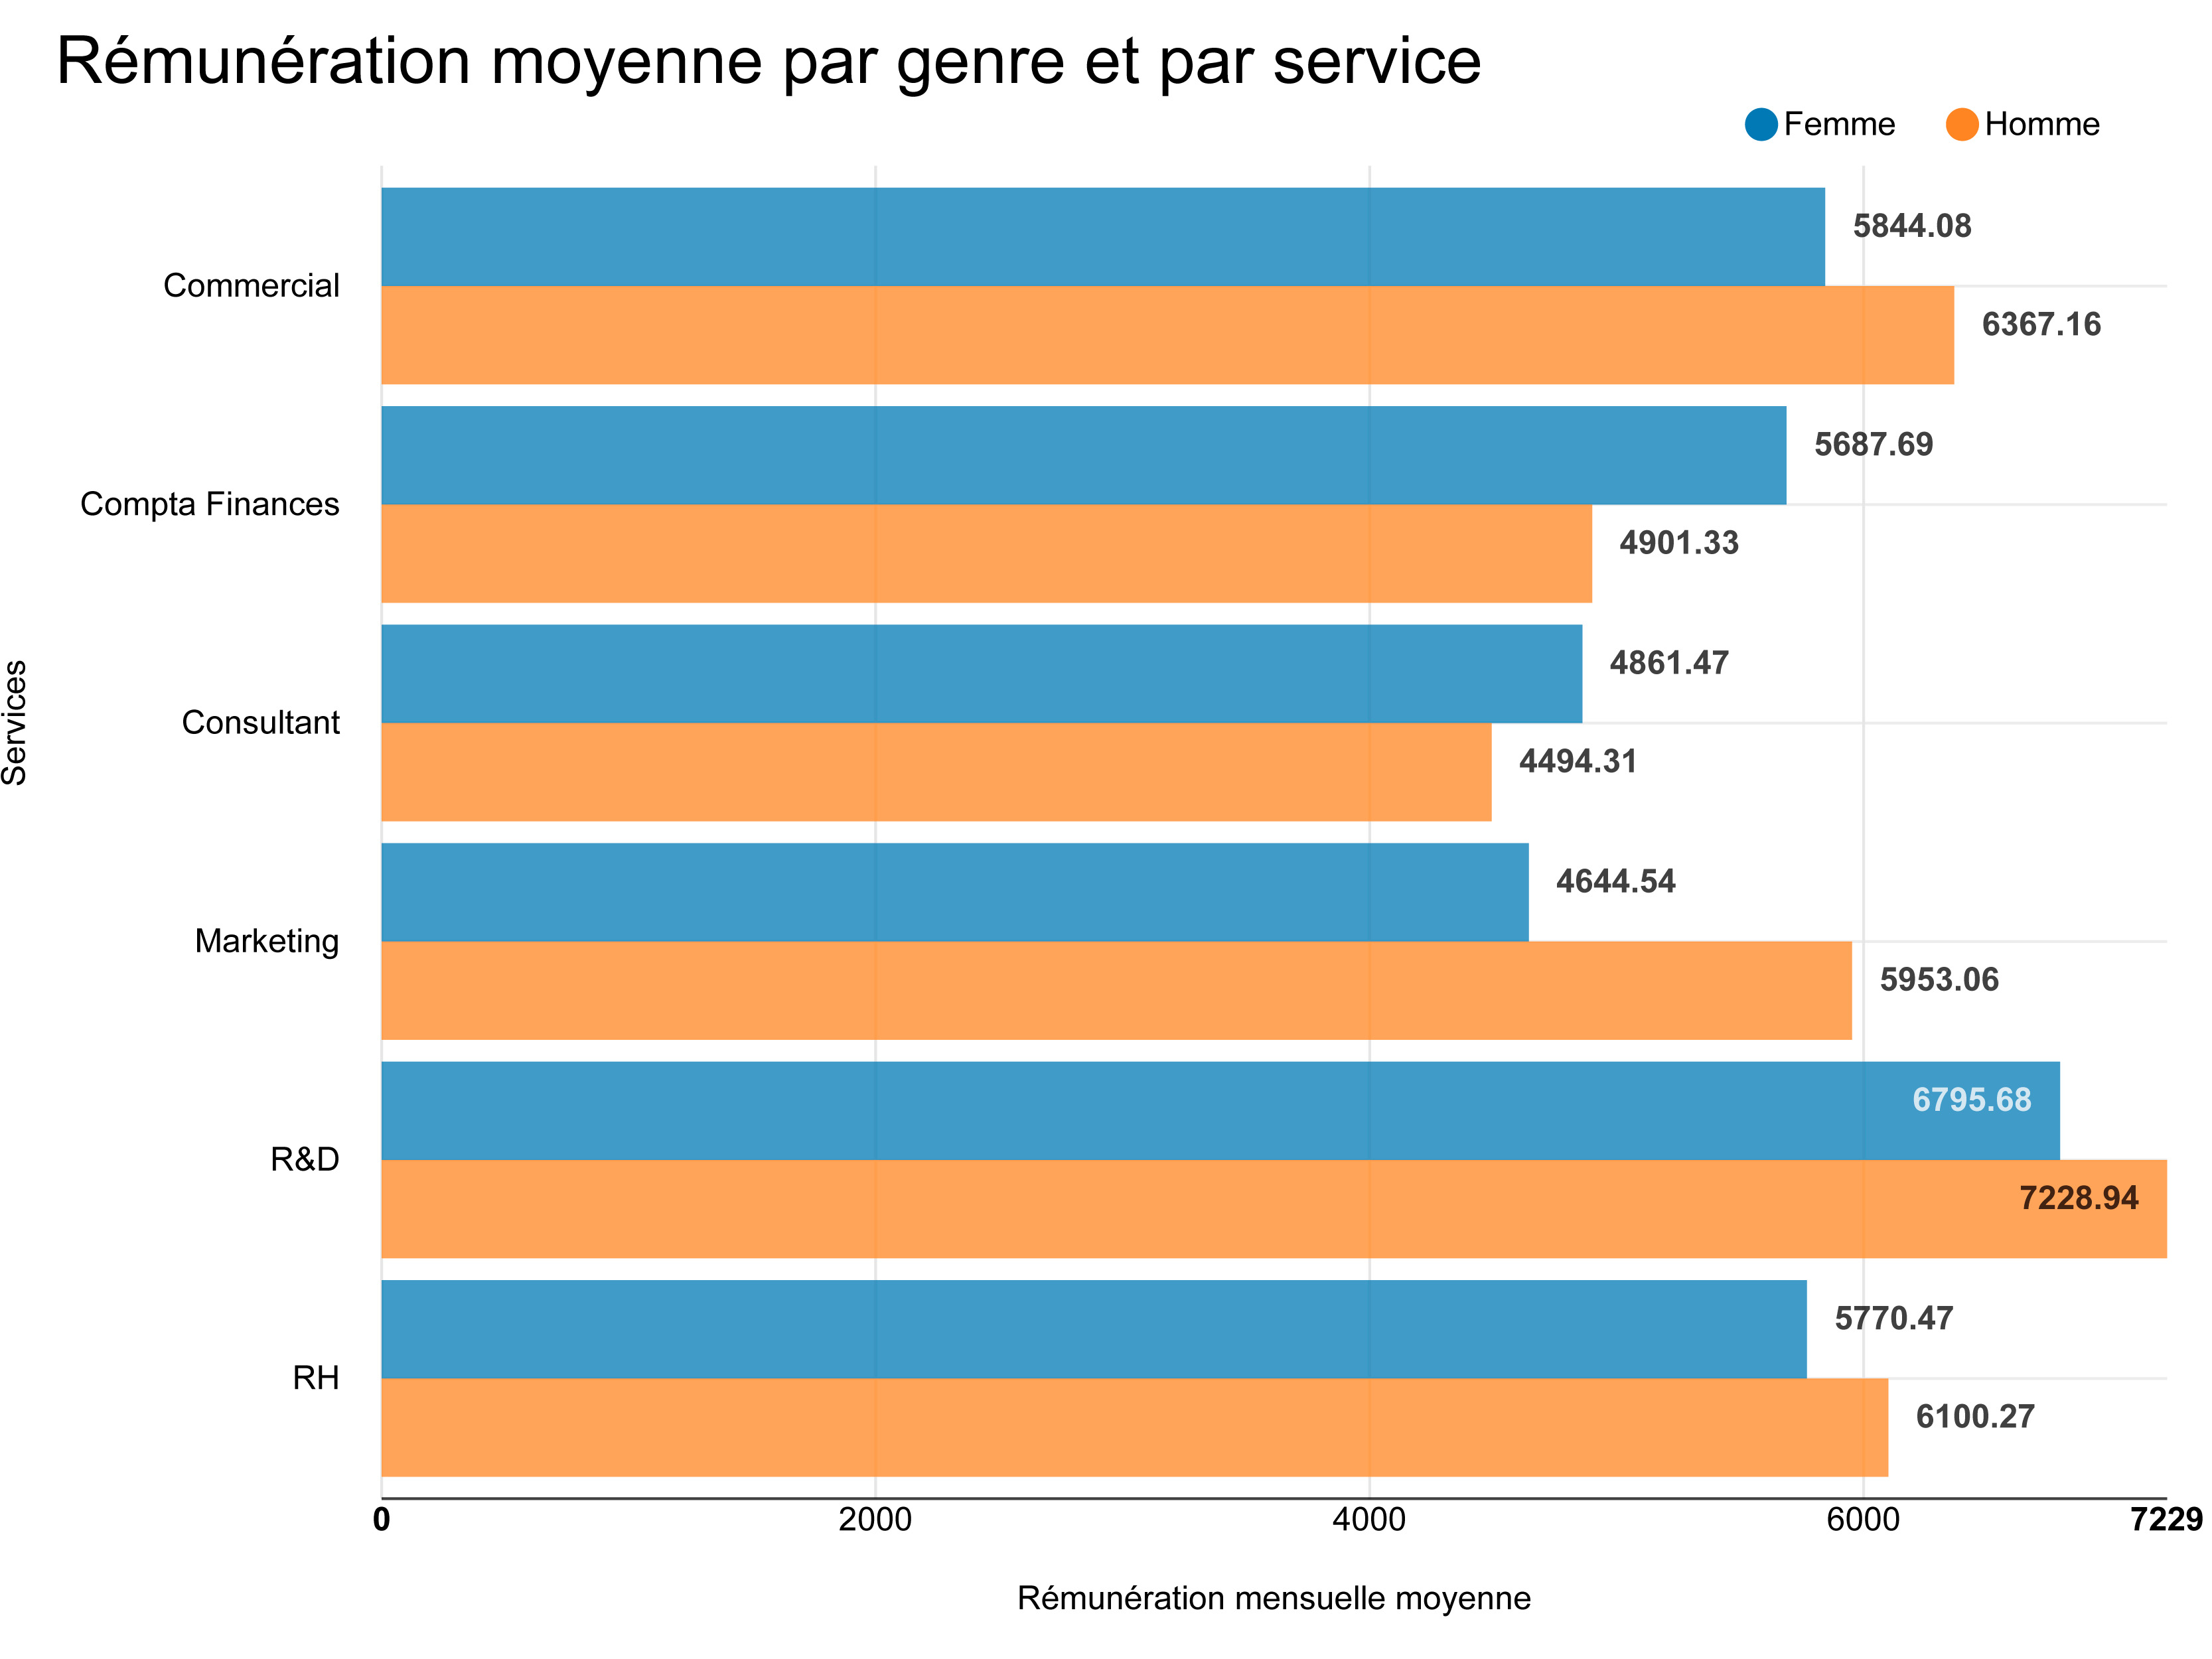 Rémunération moyenne par genre et par service
Femme
Homme
Services
Commercial
5844.08
6367.16
Compta Finances
5687.69
4901.33
Consultant
4861.47
4494.31
Marketing
4644.54
5953.06
R&D
6795.68
7228.94
RH
5770.47
6100.27
0 2000 4000 6000 7229
Rémunération mensuelle moyenne